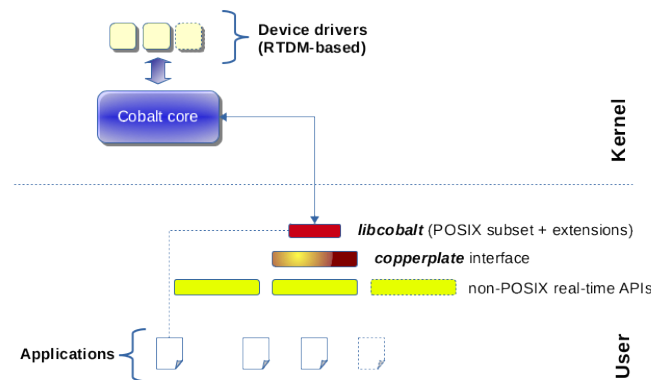 Device drivers
(RTDM-based)
Cobalt core
Kernel
libcobalt (POSIX subset + extensions)
copperplate interface
non-POSIX real-time APIs
Applications
User